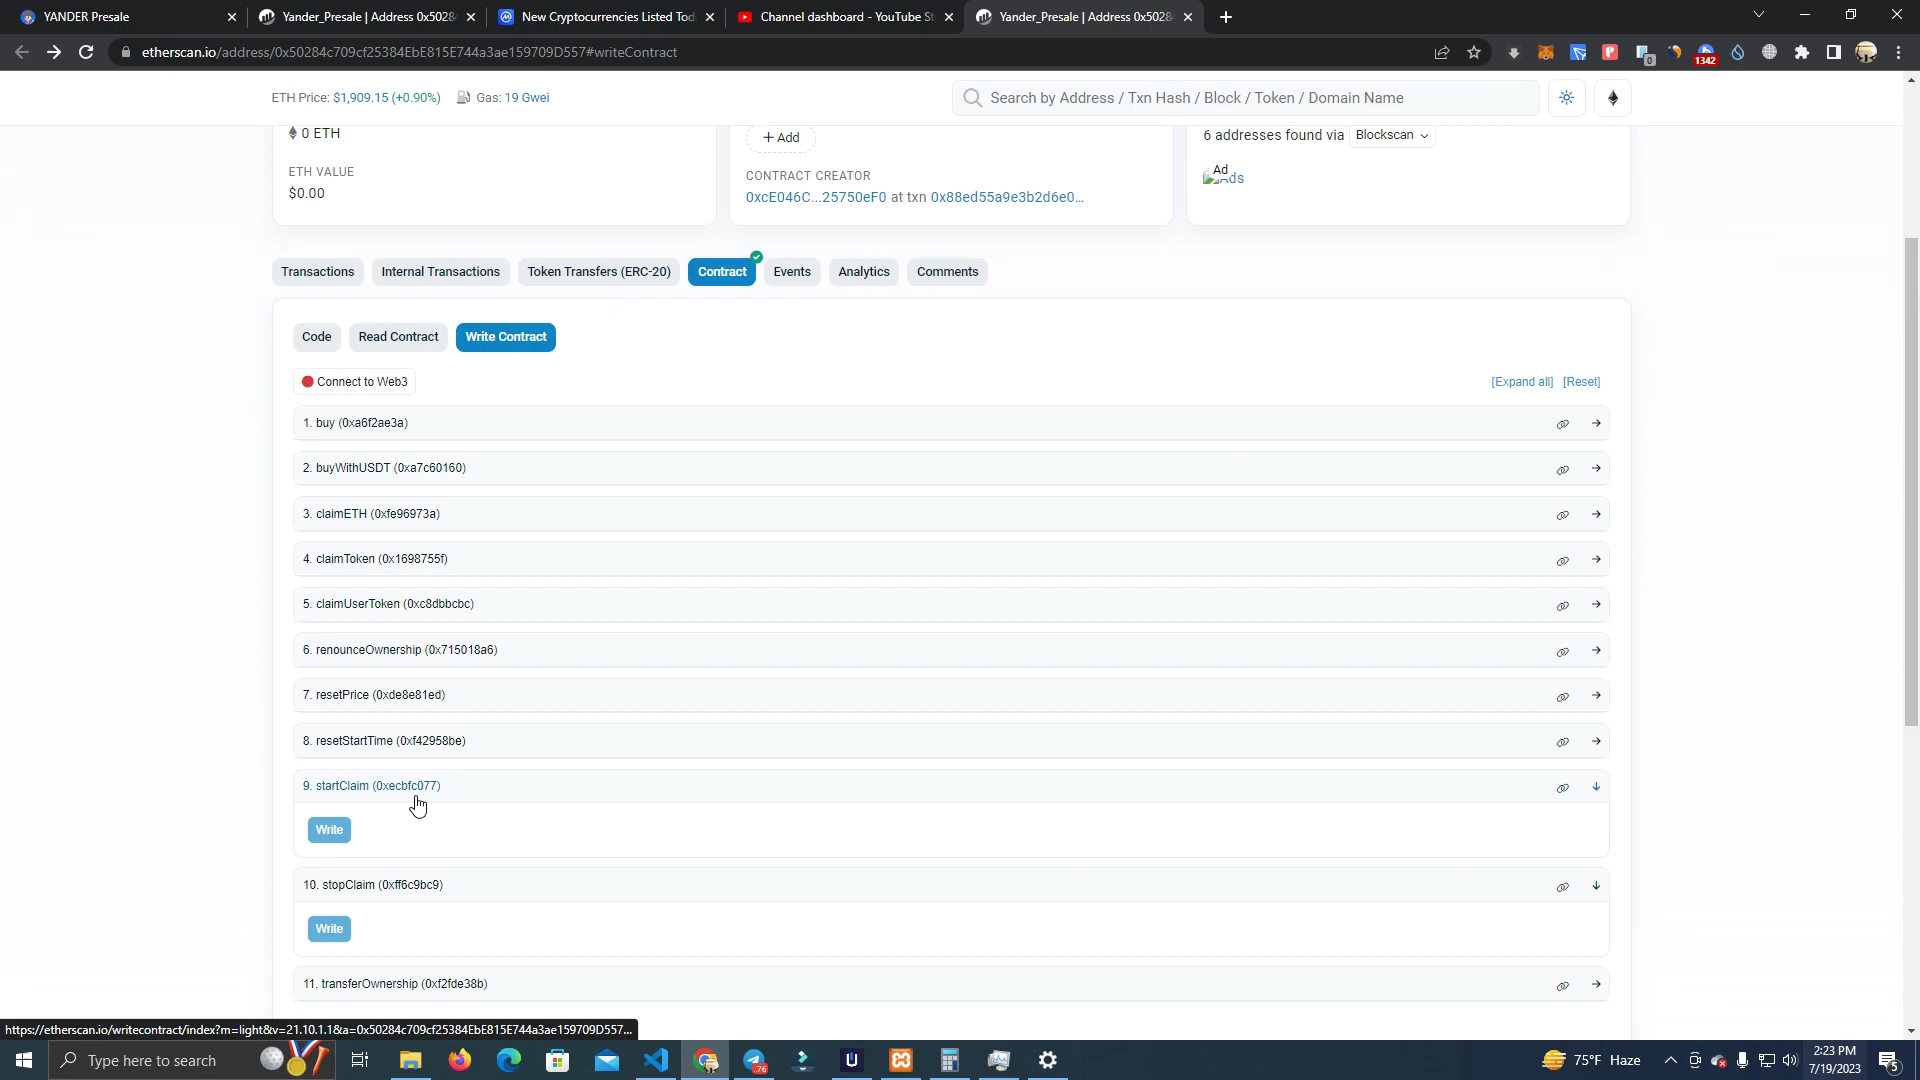 YANDER Presale
Yander_Presale | Address 0x5028
New Cryptocurrencies Listed Tod
Channel dashboard - YouTube St
Yander_Presale | Address 0x5028
etherscan.io/address/0x50284c709cf25384EbE815E744a3ae159709D557#writeContract
0
1342
ETH Price: $1,909.15 (+0.90%) Gas: 19 Gwei
Search by Address / Txn Hash / Block / Token / Domain Name
0 ETH
ETH VALUE
$0.00
+ Add
CONTRACT CREATOR
0xcE046C...25750eF0 at txn 0x88ed55a9e3b2d6e0...
6 addresses found via Blockscan
Ad
Ads
Transactions
Internal Transactions
Token Transfers (ERC-20)
Contract
Events
Analytics
Comments
Code
Read Contract
Write Contract
Connect to Web3
[Expand all] [Reset]
1. buy (0xa6f2ae3a)
2. buyWithUSDT (0xa7c60160)
3. claimETH (0xfe96973a)
4. claimToken (0x1698755f)
5. claimUserToken (0xc8dbbcbc)
6. renounceOwnership (0x715018a6)
7. resetPrice (0xde8e81ed)
8. resetStartTime (0xf42958be)
9. startClaim (0xecbfc077)
Write
10. stopClaim (0xff6c9bc9)
Write
11. transferOwnership (0xf2fde38b)
https://etherscan.io/writecontract/index?m=light&v=21.10.1.1&a=0x50284c709cf25384EbE815E744a3ae159709D557...
Type here to search
.76
75°F Haze
2:23 PM
7/19/2023
5